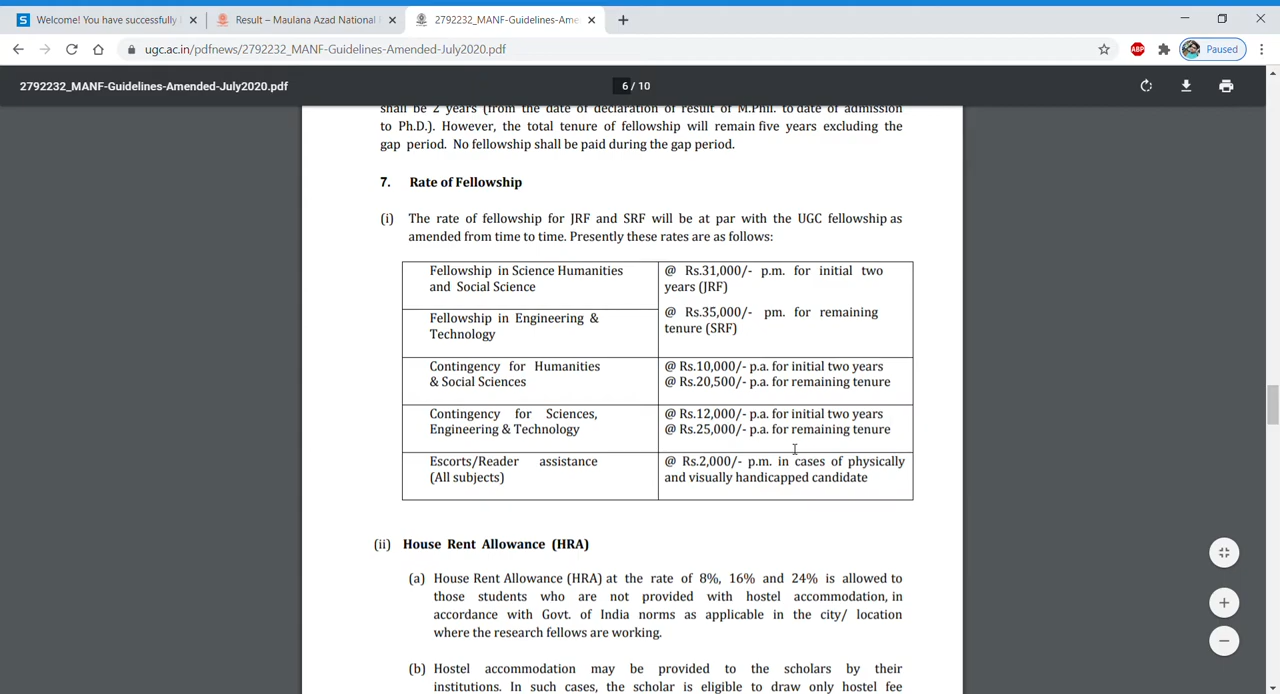 Welcome! You have successfully
Result – Maulana Azad National
2792232_MANF-Guidelines-Ame
ugc.ac.in/pdfnews/2792232_MANF-Guidelines-Amended-July2020.pdf
ABP
Paused
2792232_MANF-Guidelines-Amended-July2020.pdf
6 / 10
shall be 2 years (from the date of declaration of result of M.Phil. to date of admission
to Ph.D.). However, the total tenure of fellowship will remain five years excluding the
gap period. No fellowship shall be paid during the gap period.
7. Rate of Fellowship
(i) The rate of fellowship for JRF and SRF will be at par with the UGC fellowship as
amended from time to time. Presently these rates are as follows:
Fellowship in Science Humanities
and Social Science
@ Rs.31,000/- p.m. for initial two
years (JRF)
Fellowship in Engineering &
Technology
@ Rs.35,000/- pm. for remaining
tenure (SRF)
Contingency for Humanities
& Social Sciences
@ Rs.10,000/- p.a. for initial two years
@ Rs.20,500/- p.a. for remaining tenure
Contingency for Sciences,
Engineering & Technology
@ Rs.12,000/- p.a. for initial two years
@ Rs.25,000/- p.a. for remaining tenure
Escorts/Reader assistance
(All subjects)
@ Rs.2,000/- p.m. in cases of physically
and visually handicapped candidate
(ii) House Rent Allowance (HRA)
(a) House Rent Allowance (HRA) at the rate of 8%, 16% and 24% is allowed to
those students who are not provided with hostel accommodation, in
accordance with Govt. of India norms as applicable in the city/ location
where the research fellows are working.
(b) Hostel accommodation may be provided to the scholars by their
institutions. In such cases, the scholar is eligible to draw only hostel fee